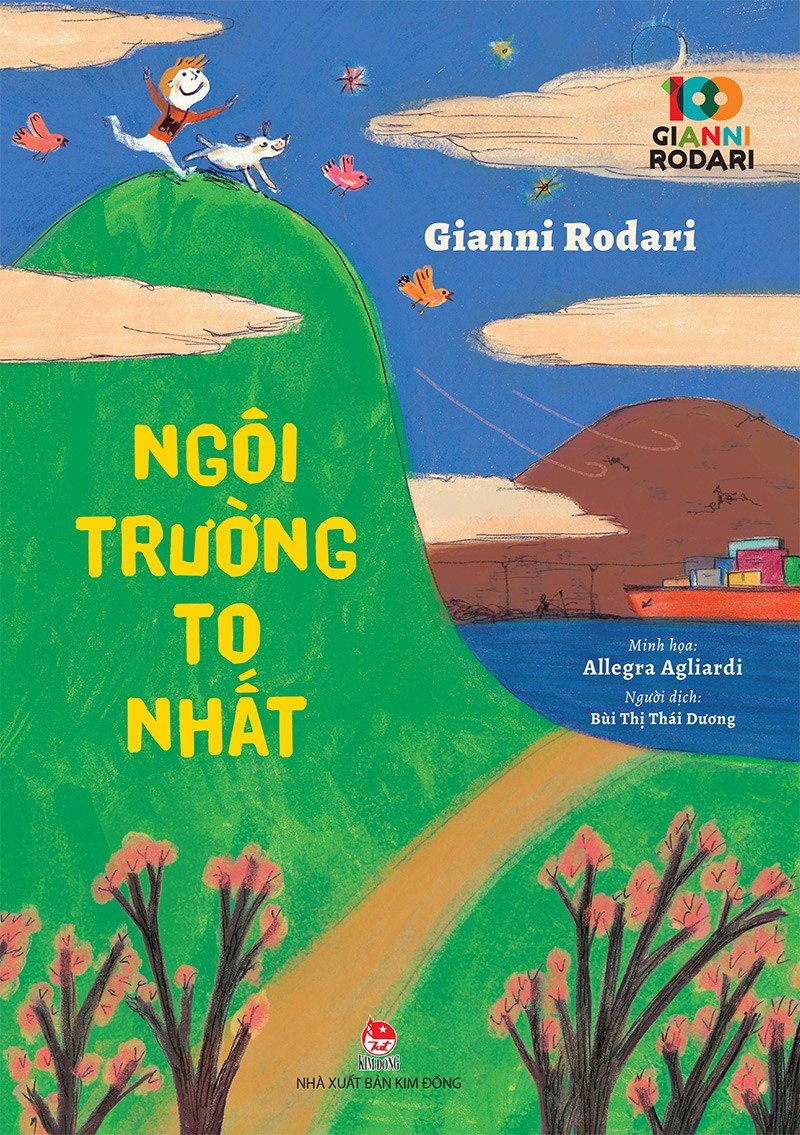 100
GIANNI
RODARI
Gianni Rodari
NGÔI
TRƯỜNG
TO
NHẤT
Minh họa:
Allegra Agliardi
Người dịch:
Bùi Thị Thái Dương
KIM ĐỒNG
NHÀ XUẤT BẢN KIM ĐỒNG